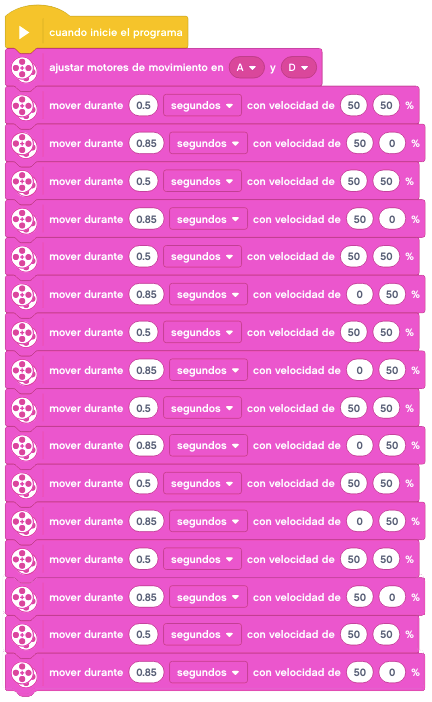 cuando inicie el programa
ajustar motores de movimiento en A y D
mover durante 0.5 segundos con velocidad de 50 50 %
mover durante 0.85 segundos con velocidad de 50 0 %
mover durante 0.5 segundos con velocidad de 50 50 %
mover durante 0.85 segundos con velocidad de 50 0 %
mover durante 0.5 segundos con velocidad de 50 50 %
mover durante 0.85 segundos con velocidad de 0 50 %
mover durante 0.5 segundos con velocidad de 50 50 %
mover durante 0.85 segundos con velocidad de 0 50 %
mover durante 0.5 segundos con velocidad de 50 50 %
mover durante 0.85 segundos con velocidad de 0 50 %
mover durante 0.5 segundos con velocidad de 50 50 %
mover durante 0.85 segundos con velocidad de 0 50 %
mover durante 0.5 segundos con velocidad de 50 50 %
mover durante 0.85 segundos con velocidad de 50 0 %
mover durante 0.5 segundos con velocidad de 50 50 %
mover durante 0.85 segundos con velocidad de 50 0 %